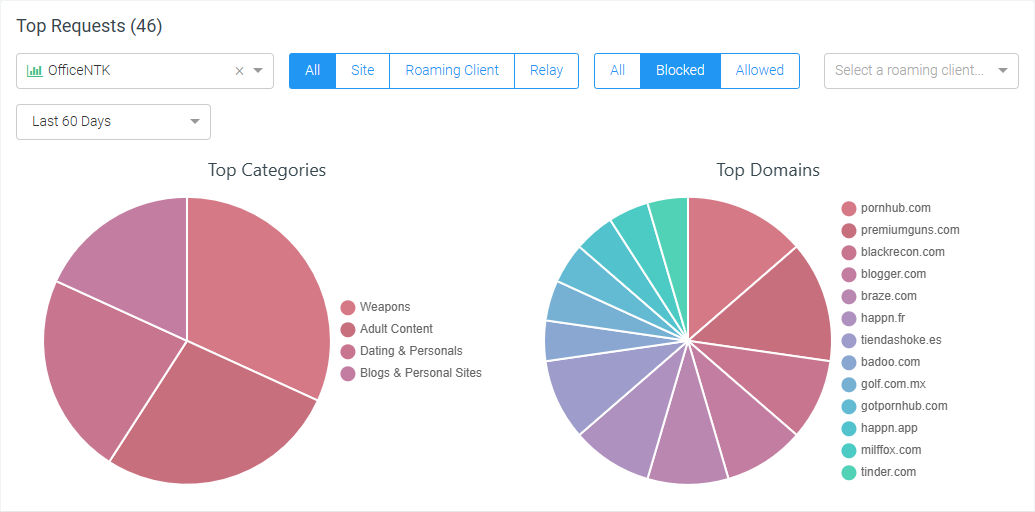 Top Requests (46)
OfficeNTK
All Site Roaming Client Relay
All Blocked Allowed
Select a roaming client...
Last 60 Days
Top Categories
Weapons
Adult Content
Dating & Personals
Blogs & Personal Sites
Top Domains
pornhub.com
premiumguns.com
blackrecon.com
blogger.com
braze.com
happn.fr
tiendashoke.es
badoo.com
golf.com.mx
gotpornhub.com
happn.app
milffox.com
tinder.com